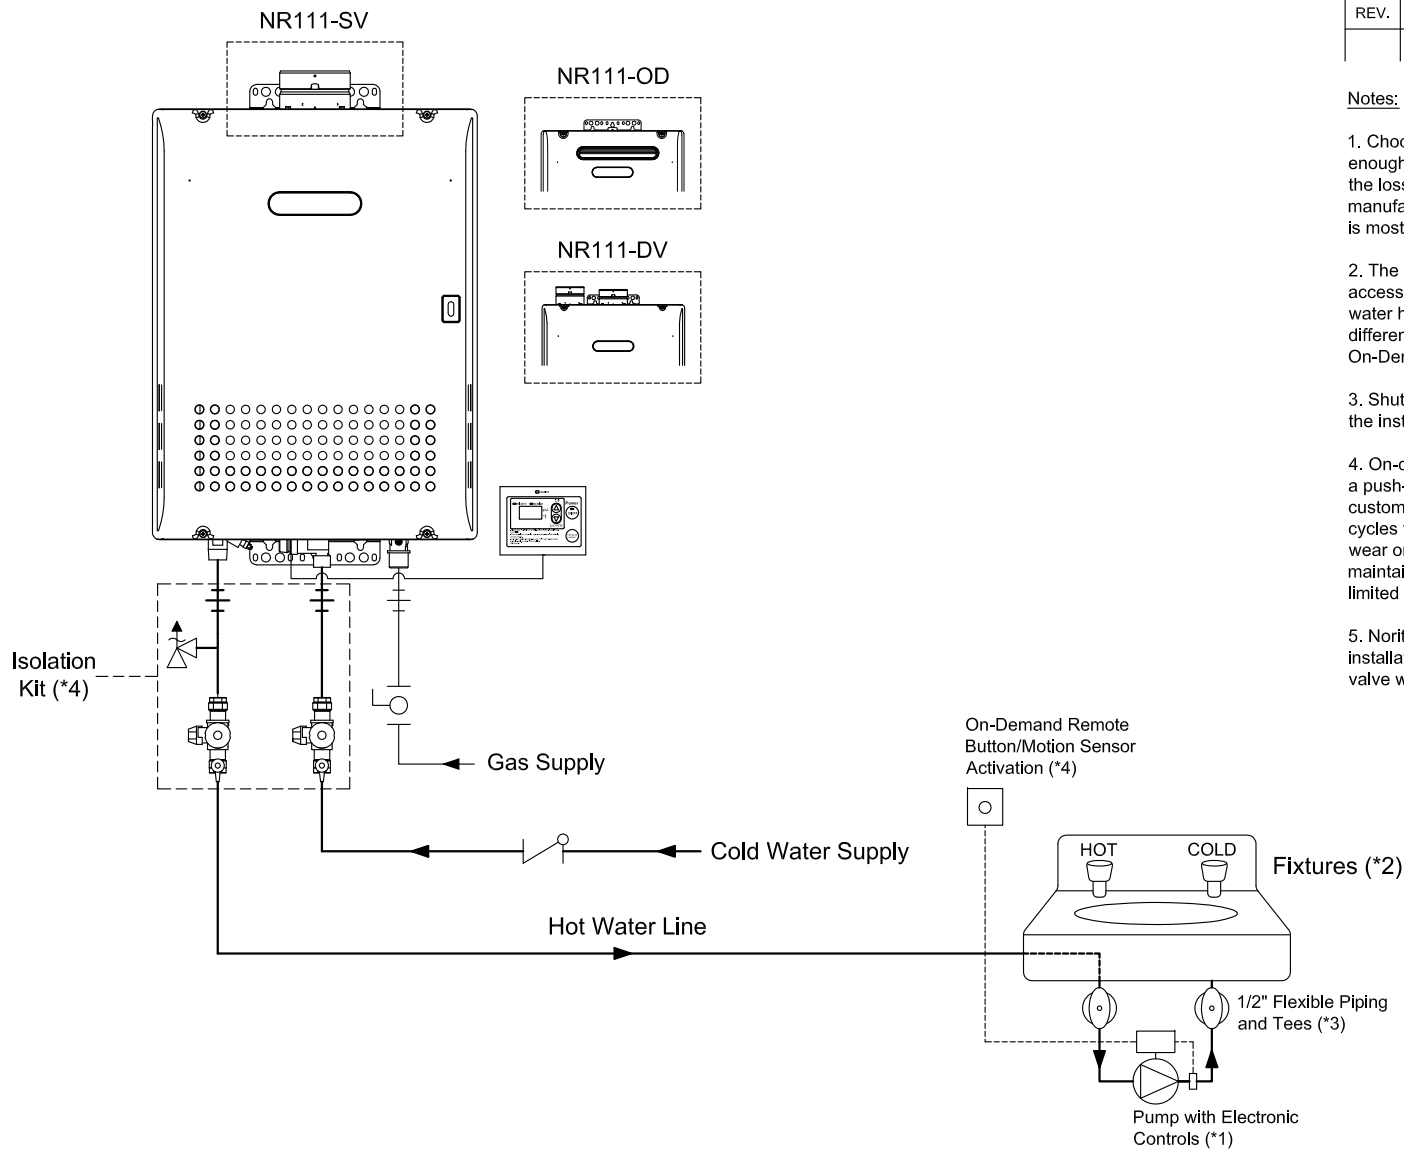 NR111-SV
NR111-OD
NR111-DV
REV.
Notes:
1. Choo
enough
the loss
manufa
is most
2. The
access
water h
differen
On-Der
3. Shut
the inst
4. On-d
a push-
custom
cycles
wear or
maintai
limited
5. Norit
installa
valve w
Power
Isolation
Kit (*4)
Gas Supply
Cold Water Supply
Hot Water Line
On-Demand Remote
Button/Motion Sensor
Activation (*4)
HOT
COLD
Fixtures (*2)
1/2" Flexible Piping
and Tees (*3)
Pump with Electronic
Controls (*1)